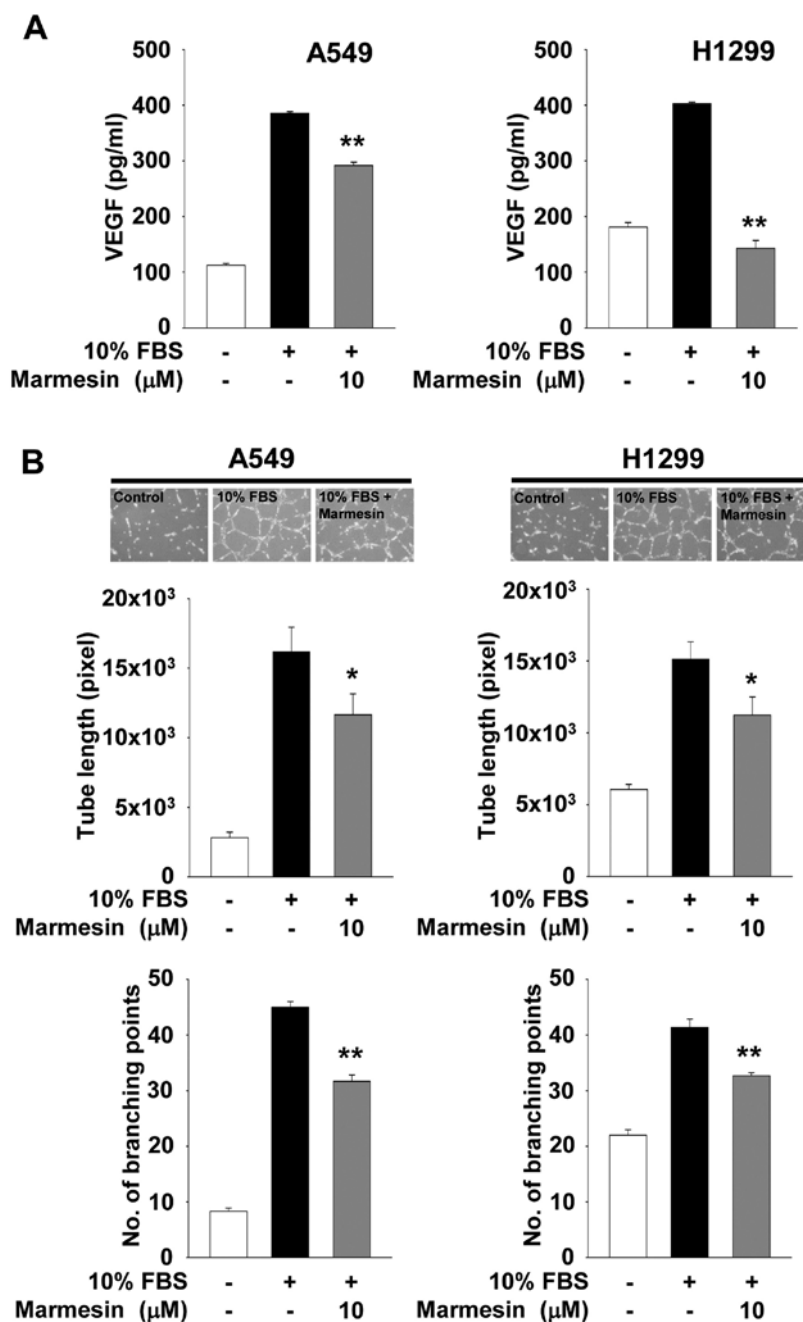 A
A549
H1299
500
400
300
200
100
0
VEGF (pg/ml)
**
10% FBS - + +
Marmesin (μM) - - 10
500
400
300
200
100
0
VEGF (pg/ml)
**
10% FBS - + +
Marmesin (μM) - - 10
B
A549
H1299
Control
10% FBS
10% FBS +
Marmesin
Control
10% FBS
10% FBS +
Marmesin
20x10³
15x10³
10x10³
5x10³
0
Tube length (pixel)
*
10% FBS - + +
Marmesin (μM) - - 10
20x10³
15x10³
10x10³
5x10³
0
Tube length (pixel)
*
10% FBS - + +
Marmesin (μM) - - 10
50
40
30
20
10
0
No. of branching points
**
10% FBS - + +
Marmesin (μM) - - 10
50
40
30
20
10
0
No. of branching points
**
10% FBS - + +
Marmesin (μM) - - 10